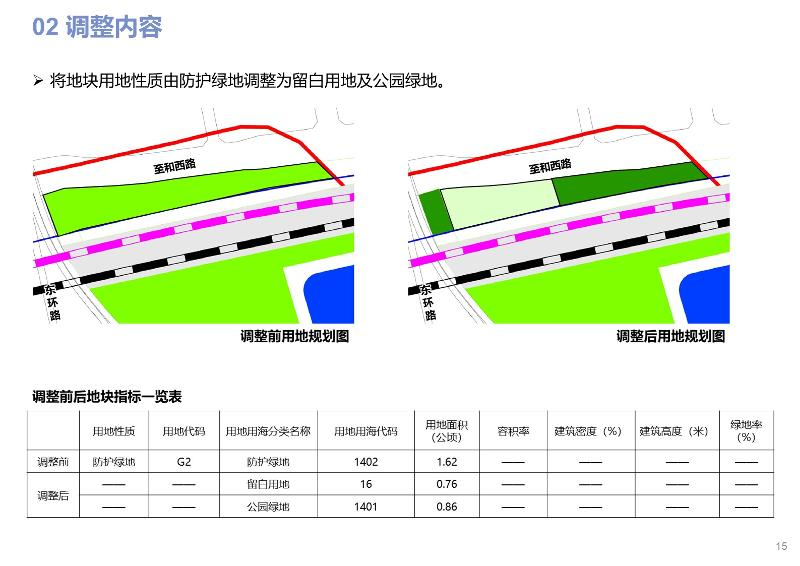 02 调整内容
➢ 将地块用地性质由防护绿地调整为留白用地及公园绿地。
至和西路
东环路
调整前用地规划图
至和西路
东环路
调整后用地规划图
调整前后地块指标一览表
用地性质 用地代码 用地用海分类名称 用地用海代码 用地面积（公顷） 容积率 建筑密度（%） 建筑高度（米） 绿地率（%）
调整前 防护绿地 G2 防护绿地 1402 1.62 —— —— —— ——
调整后 —— —— 留白用地 16 0.76 —— —— —— ——
—— —— 公园绿地 1401 0.86 —— —— —— ——
15